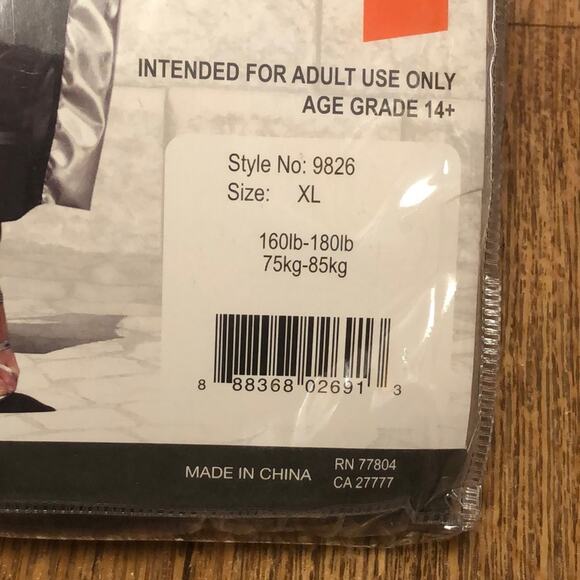 INTENDED FOR ADULT USE ONLY
AGE GRADE 14+
Style No: 9826
Size: XL
160lb-180lb
75kg-85kg
8 88368 02691 3
MADE IN CHINA
RN 77804
CA 27777